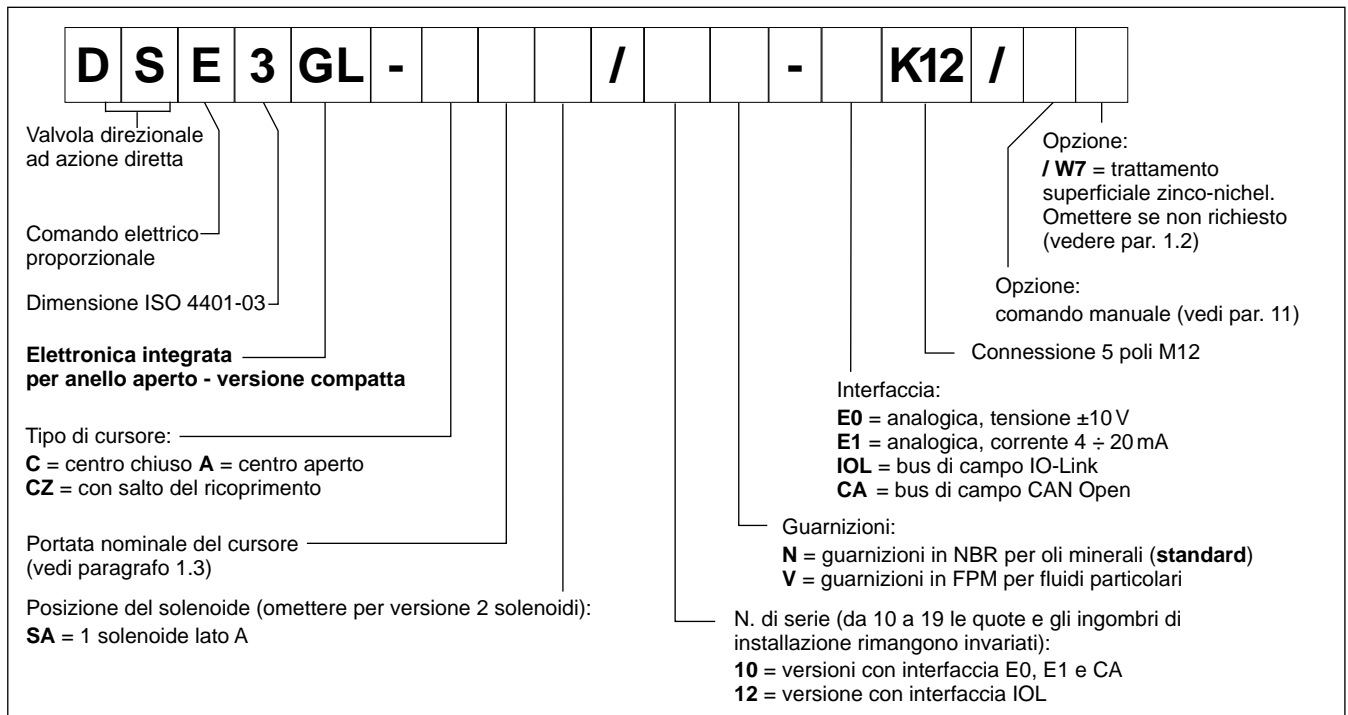 D S E 3 GL - / - K12 /
Valvola direzionale
ad azione diretta
Comando elettrico
proporzionale
Dimensione ISO 4401-03
Elettronica integrata
per anello aperto - versione compatta
Tipo di cursore:
C = centro chiuso A = centro aperto
CZ = con salto del ricoprimento
Portata nominale del cursore
(vedi paragrafo 1.3)
Posizione del solenoide (omettere per versione 2 solenoidi):
SA = 1 solenoide lato A
Opzione:
/ W7 = trattamento
superficiale zinco-nichel.
Omettere se non richiesto
(vedere par. 1.2)
Opzione:
comando manuale (vedi par. 11)
Connessione 5 poli M12
Interfaccia:
E0 = analogica, tensione ±10 V
E1 = analogica, corrente 4 ÷ 20 mA
IOL = bus di campo IO-Link
CA = bus di campo CAN Open
Guarnizioni:
N = guarnizioni in NBR per oli minerali (standard)
V = guarnizioni in FPM per fluidi particolari
N. di serie (da 10 a 19 le quote e gli ingombri di
installazione rimangono invariati):
10 = versioni con interfaccia E0, E1 e CA
12 = versione con interfaccia IOL